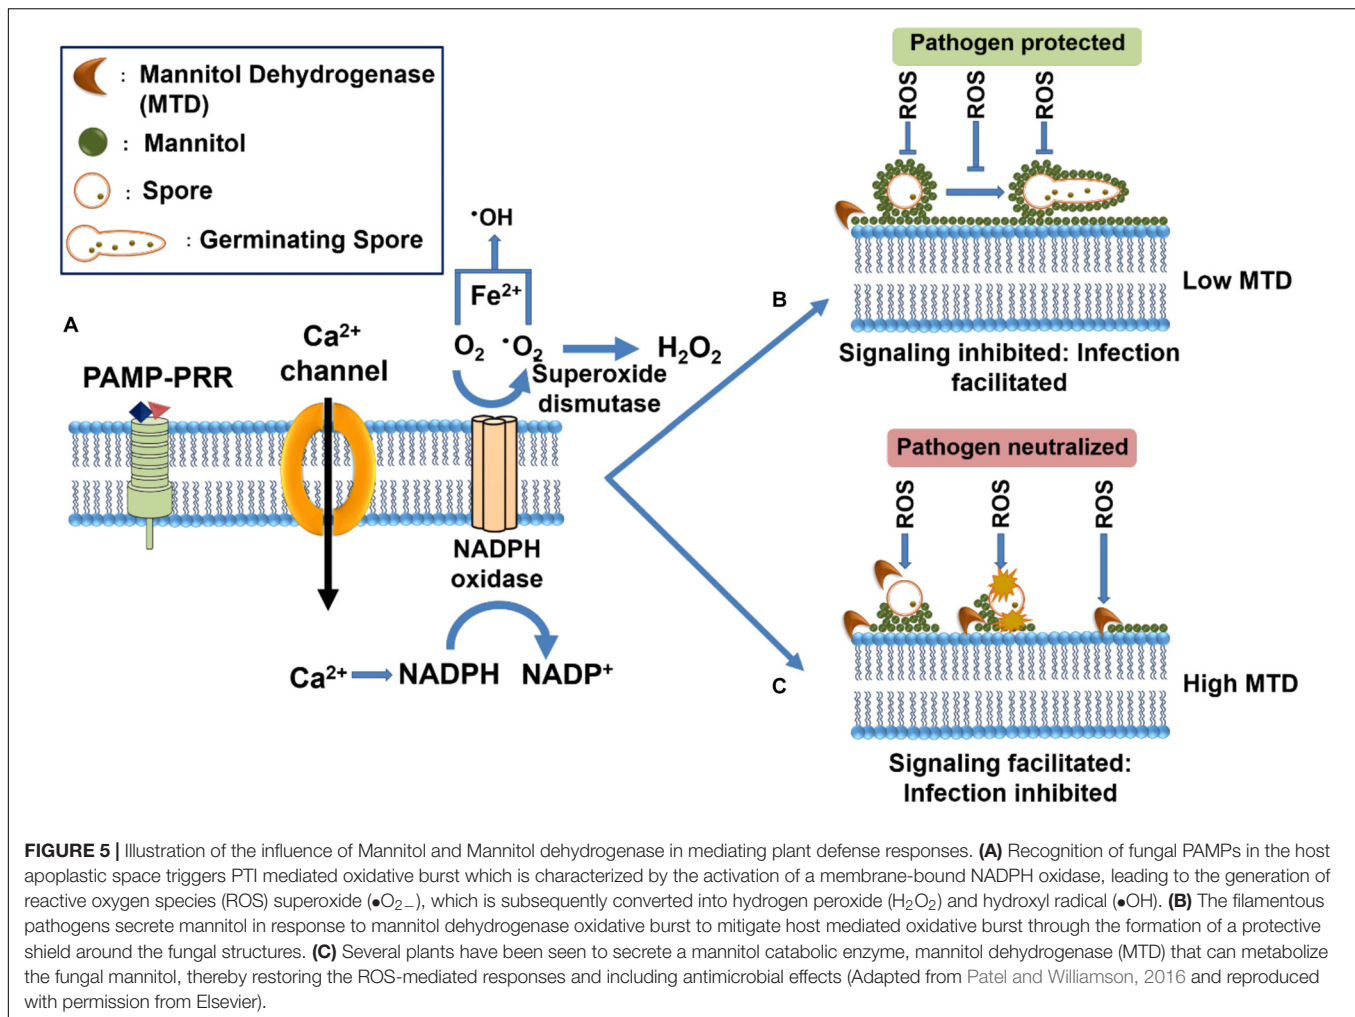 : Mannitol Dehydrogenase
(MTD)
: Mannitol
: Spore
: Germinating Spore
A
PAMP-PRR
Ca²⁺
channel
•OH
Fe²⁺
O₂ •O₂
H₂O₂
Superoxide
dismutase
NADPH
oxidase
Ca²⁺ NADPH NADP⁺
B
Pathogen protected
ROS ROS ROS
Low MTD
Signaling inhibited: Infection
facilitated
C
Pathogen neutralized
ROS ROS ROS
High MTD
Signaling facilitated:
Infection inhibited
FIGURE 5 | Illustration of the influence of Mannitol and Mannitol dehydrogenase in mediating plant defense responses. (A) Recognition of fungal PAMPs in the host
apoplastic space triggers PTI mediated oxidative burst which is characterized by the activation of a membrane-bound NADPH oxidase, leading to the generation of
reactive oxygen species (ROS) superoxide (●O₂₋), which is subsequently converted into hydrogen peroxide (H₂O₂) and hydroxyl radical (●OH). (B) The filamentous
pathogens secrete mannitol in response to mannitol dehydrogenase oxidative burst to mitigate host mediated oxidative burst through the formation of a protective
shield around the fungal structures. (C) Several plants have been seen to secrete a mannitol catabolic enzyme, mannitol dehydrogenase (MTD) that can metabolize
the fungal mannitol, thereby restoring the ROS-mediated responses and including antimicrobial effects (Adapted from Patel and Williamson, 2016 and reproduced
with permission from Elsevier).